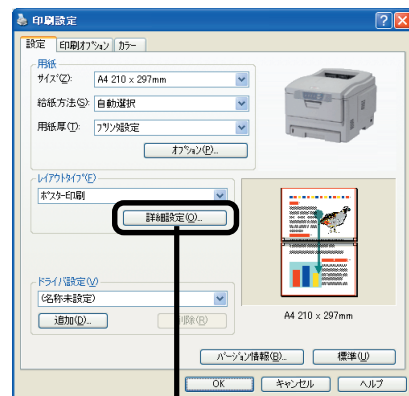 印刷設定
設定 印刷ｵﾌﾟｼｮﾝ ｶﾗｰ
用紙
ｻｲｽﾞ(Z): A4 210 x 297mm
給紙方法(S): 自動選択
用紙厚(T): ﾌﾟﾘﾝﾀ設定
ｵﾌﾟｼｮﾝ(P)...
ﾚｲｱｳﾄﾀｲﾌﾟ(F)
ﾎﾟｽﾀｰ印刷
詳細設定(O)...
ﾄﾞﾗｲﾊﾞ設定(V)
(名称未設定)
追加(D)... 削除(R)
A4 210 x 297mm
ﾊﾞｰｼﾞｮﾝ情報(B)... 標準(U)
OK ｷｬﾝｾﾙ ﾍﾙﾌﾟ